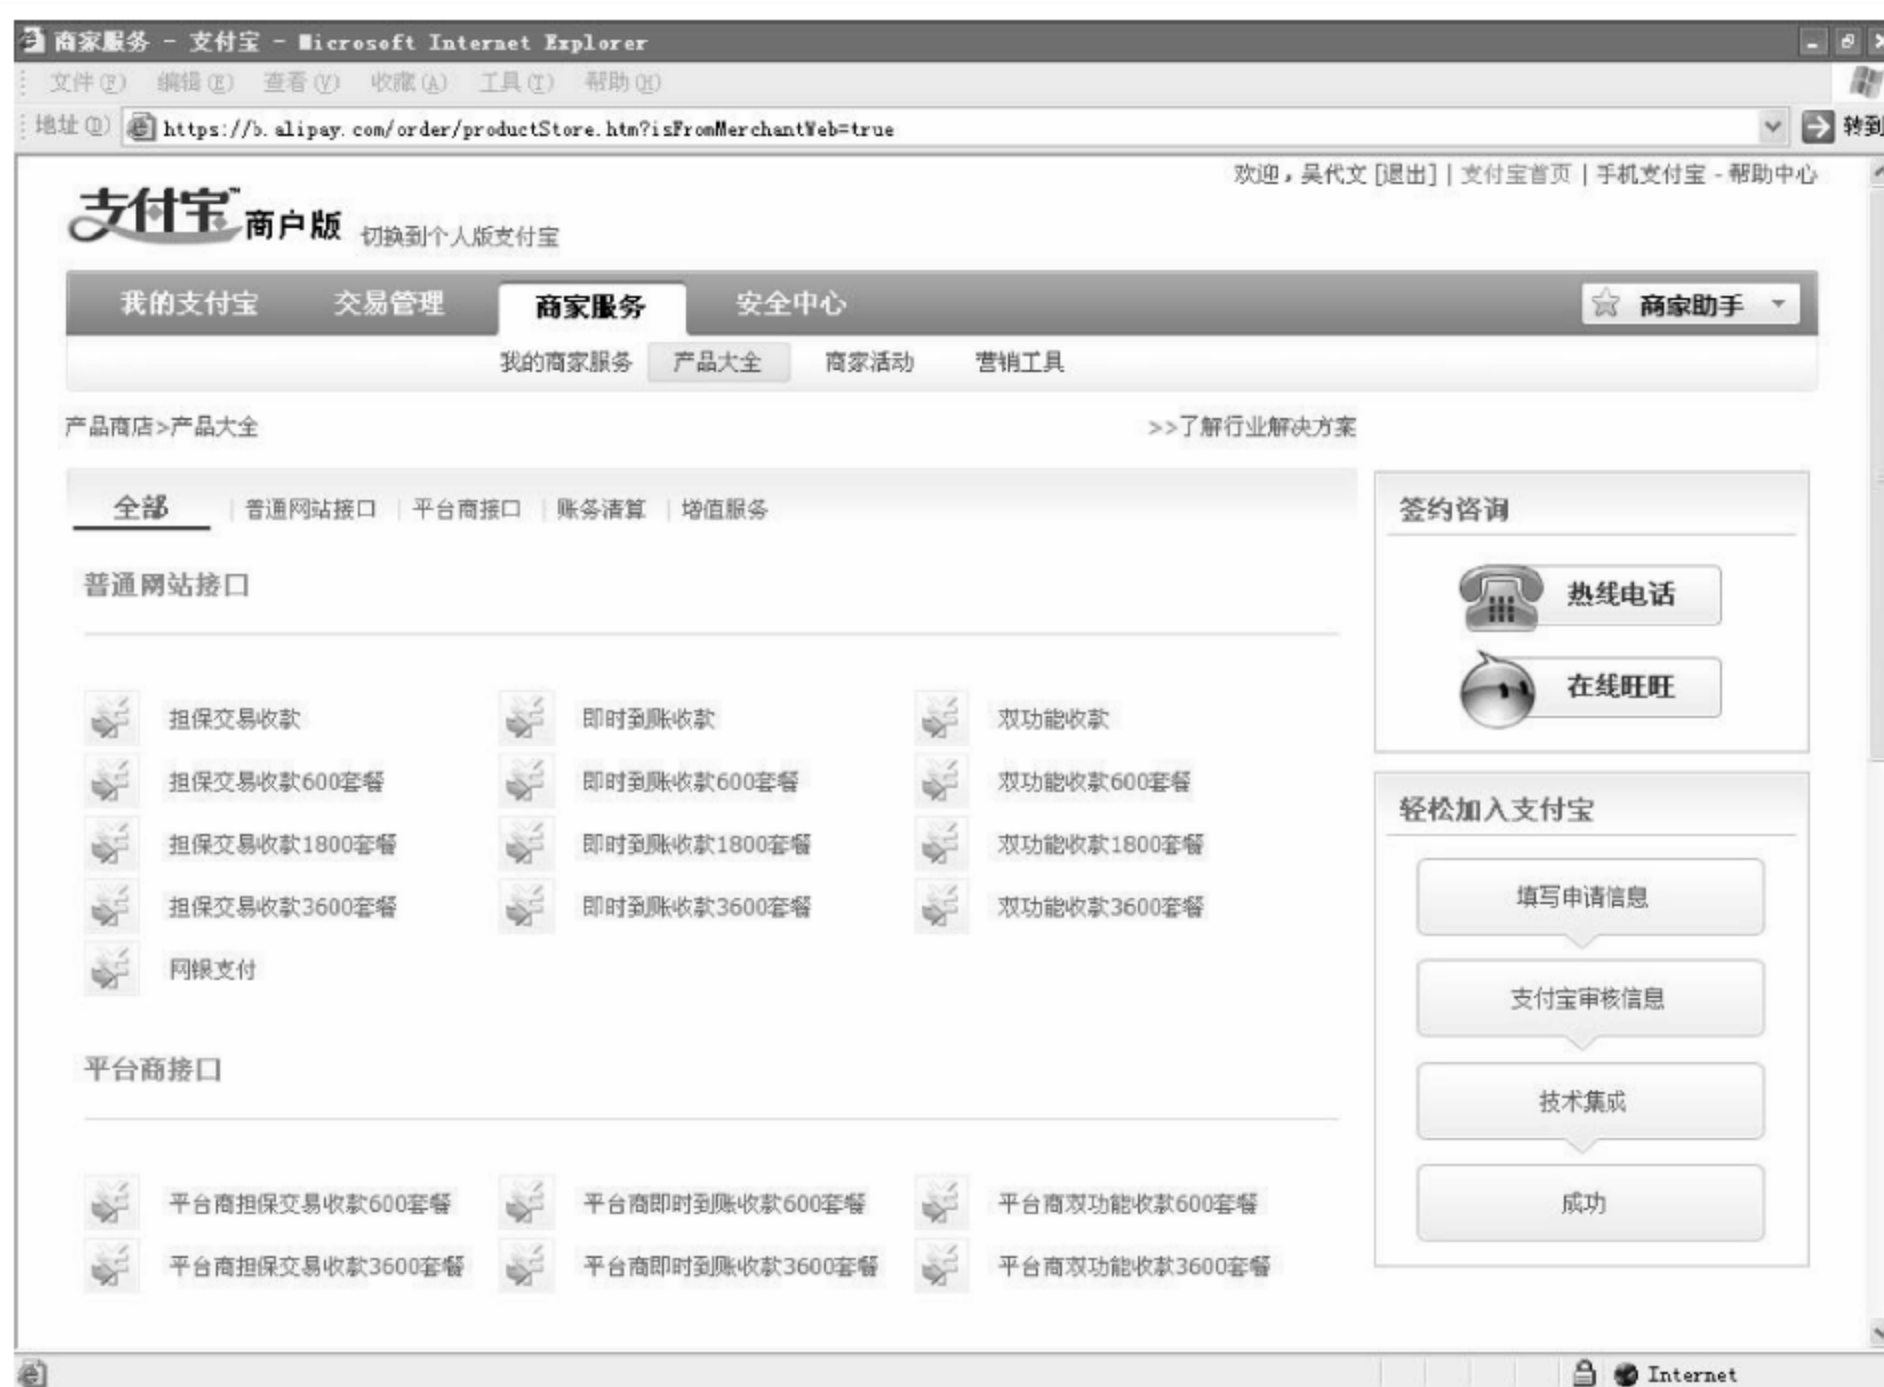 商家服务 - 支付宝 - Microsoft Internet Explorer
文件(F) 编辑(E) 查看(V) 收藏(A) 工具(T) 帮助(H)
地址(D) https://b.alipay.com/order/productStore.htm?isFromMerchantWeb=true 转到
欢迎，吴代文 [退出] | 支付宝首页 | 手机支付宝 - 帮助中心
支付宝™ 商户版 切换到个人版支付宝
我的支付宝 交易管理 商家服务 安全中心 商家助手
我的商家服务 产品大全 商家活动 营销工具
产品商店>产品大全 >>了解行业解决方案
全部 | 普通网站接口 | 平台商接口 | 账务清算 | 增值服务
普通网站接口
担保交易收款 即时到账收款 双功能收款
担保交易收款600套餐 即时到账收款600套餐 双功能收款600套餐
担保交易收款1800套餐 即时到账收款1800套餐 双功能收款1800套餐
担保交易收款3600套餐 即时到账收款3600套餐 双功能收款3600套餐
网银支付
平台商接口
平台商担保交易收款600套餐 平台商即时到账收款600套餐 平台商双功能收款600套餐
平台商担保交易收款3600套餐 平台商即时到账收款3600套餐 平台商双功能收款3600套餐
签约咨询
热线电话
在线旺旺
轻松加入支付宝
填写申请信息
支付宝审核信息
技术集成
成功
Internet